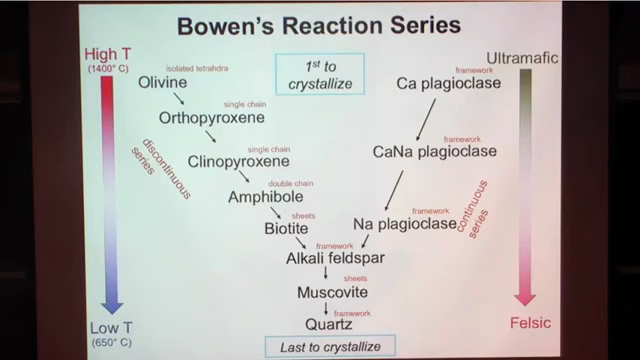 Bowen's Reaction Series
High T
(1400° C)
1st to
crystallize
Ultramafic
isolated tetrahdra
Olivine
framework
Ca plagioclase
single chain
Orthopyroxene
single chain
Clinopyroxene
framework
CaNa plagioclase
discontinuous
series
double chain
Amphibole
sheets
Biotite
framework
Na plagioclase
continuous
series
framework
Alkali feldspar
sheets
Muscovite
framework
Quartz
Low T
(650° C)
Last to crystallize
Felsic